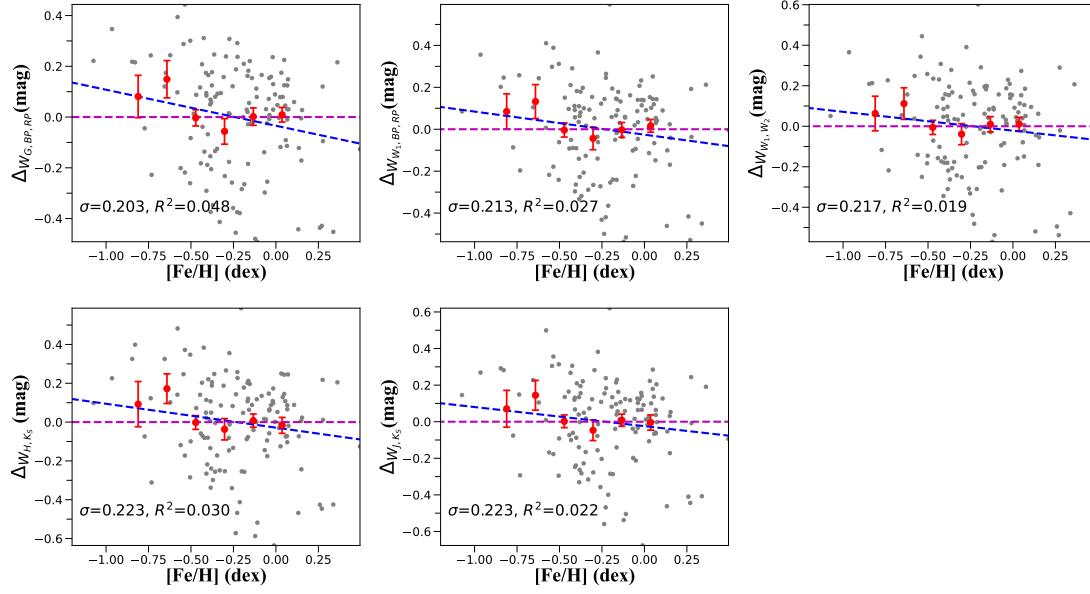 0.4
0.2
0.0
−0.2
−0.4
Δ_{W_{G,BP,RP}}(mag)
σ=0.203, R²=0.048
−1.00 −0.75 −0.50 −0.25 0.00 0.25
[Fe/H] (dex)
0.6
0.4
0.2
0.0
−0.2
−0.4
Δ_{W_{W_1,BP,RP}}(mag)
σ=0.213, R²=0.027
−1.00 −0.75 −0.50 −0.25 0.00 0.25
[Fe/H] (dex)
0.6
0.4
0.2
0.0
−0.2
−0.4
0.6
Δ_{W_{W_1,W_2}}(mag)
σ=0.217, R²=0.019
−1.00 −0.75 −0.50 −0.25 0.00 0.25
[Fe/H] (dex)
0.4
0.2
0.0
−0.2
−0.4
−0.6
Δ_{W_{H,K_S}}(mag)
σ=0.223, R²=0.030
−1.00 −0.75 −0.50 −0.25 0.00 0.25
[Fe/H] (dex)
0.6
0.4
0.2
0.0
−0.2
−0.4
−0.6
Δ_{W_{J,K_S}}(mag)
σ=0.223, R²=0.022
−1.00 −0.75 −0.50 −0.25 0.00 0.25
[Fe/H] (dex)